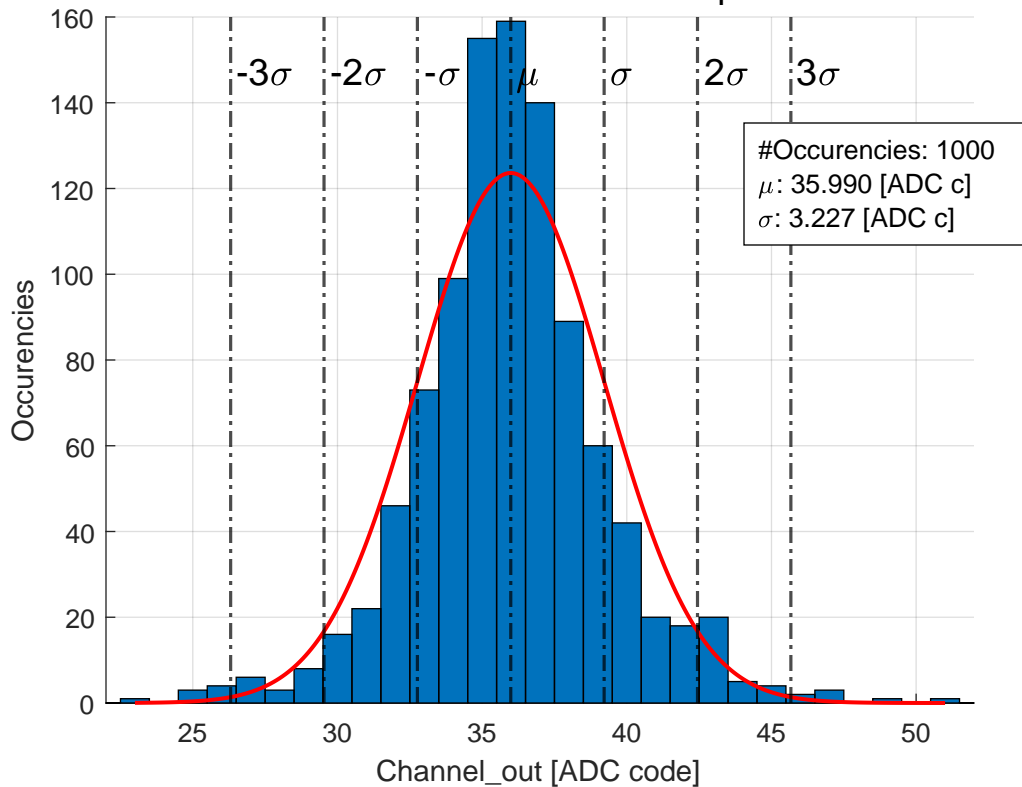 160
140
120
100
80
60
40
20
0
Occurencies
-3σ
-2σ
-σ
μ
σ
2σ
3σ
#Occurencies: 1000
μ: 35.990 [ADC c]
σ: 3.227 [ADC c]
25
30
35
40
45
50
Channel_out [ADC code]